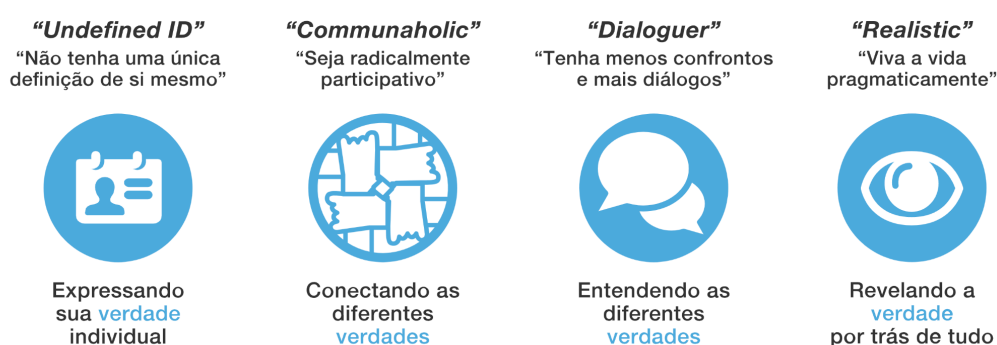 “Undefined ID”
“Não tenha uma única
definição de si mesmo”
Expressando
sua verdade
individual
“Communaholic”
“Seja radicalmente
participativo”
Conectando as
diferentes
verdades
“Dialoguer”
“Tenha menos confrontos
e mais diálogos”
Entendendo as
diferentes
verdades
“Realistic”
“Viva a vida
pragmaticamente”
Revelando a
verdade
por trás de tudo